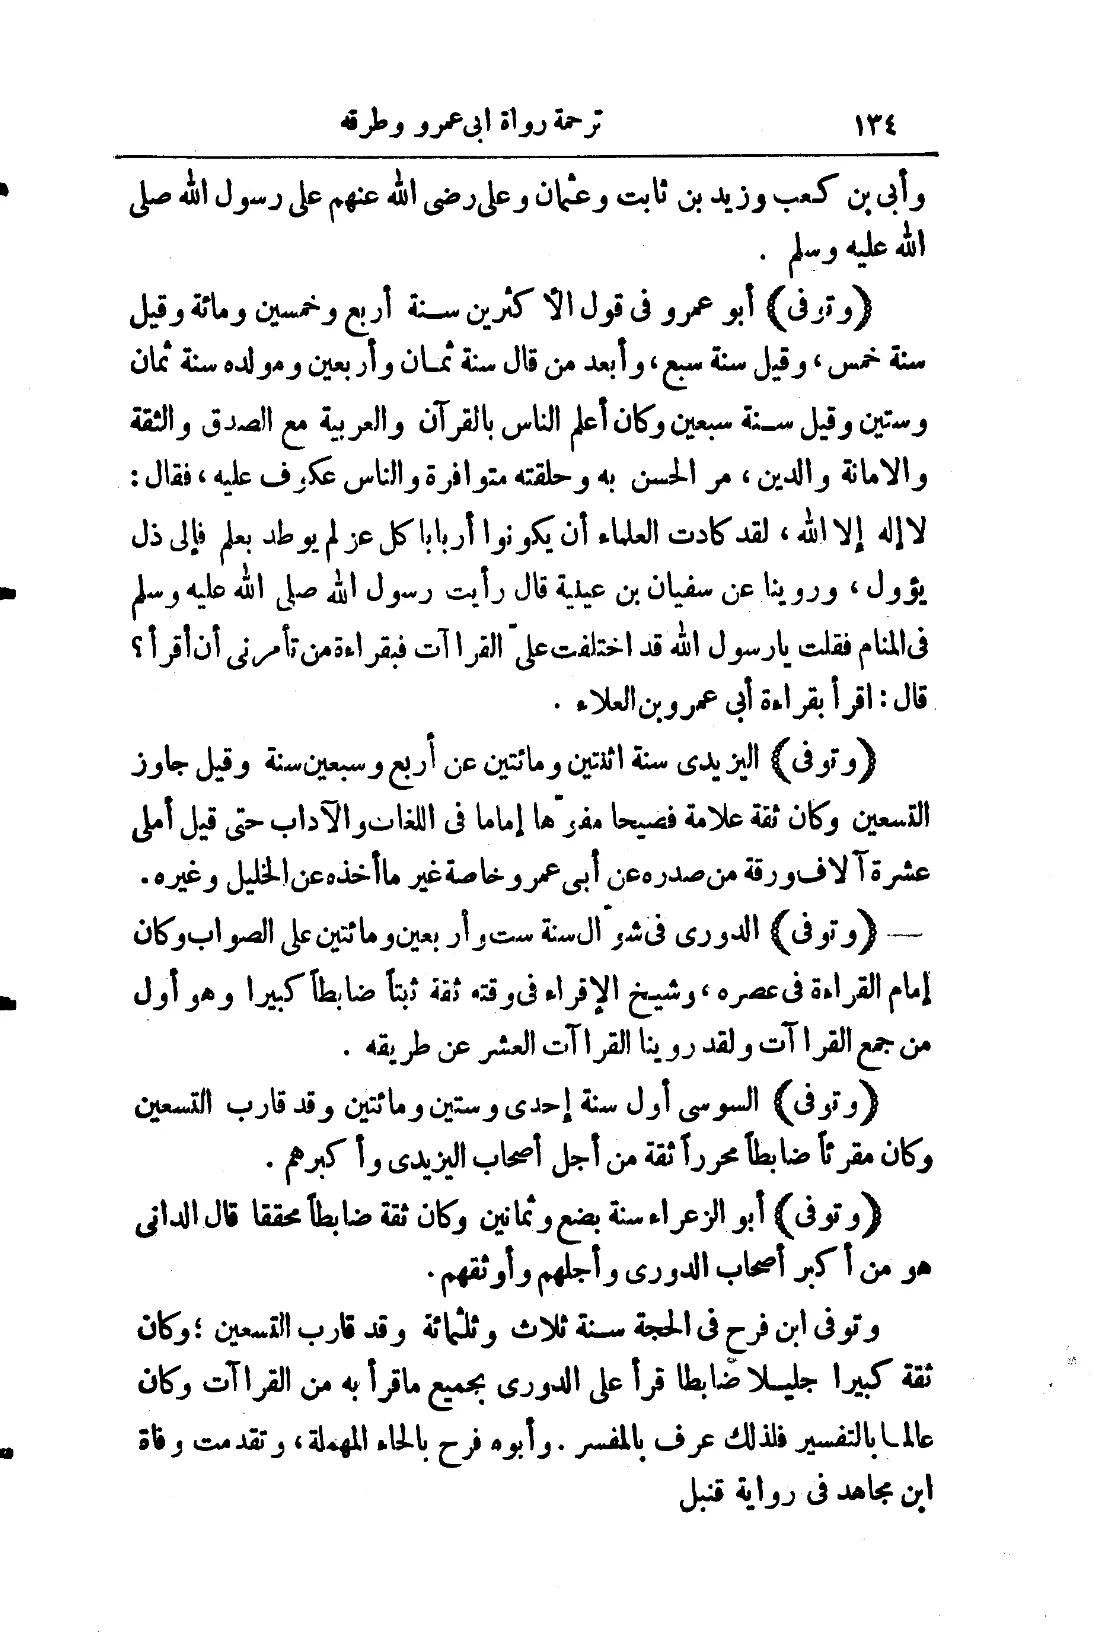 ١٣٤ ترجمة رواة ابى عمرو وطرقه
وأبى بن كعب وزيد بن ثابت وعثمان وعلى رضى الله عنهم على رسول الله صلى
الله عليه وسلم .
﴿وتوفى﴾ أبو عمرو فى قول الأكثرين سنة أربع وخمسين ومائة وقيل
سنة خمس ، وقيل سنة سبع ، وأبعد من قال سنة ثمان وأربعين ومولده سنة ثمان
وستين وقيل سنة سبعين وكان أعلم الناس بالقرآن والعربية مع الصدق والثقة
والامانة والدين ، مر الحسن به وحلقته متوافرة والناس عكوف عليه ، فقال :
لا إله إلا الله ، لقد كادت العلماء أن يكونوا أربابا كل عز لم يوطد بعلم فإلى ذل
يؤول ، وروينا عن سفيان بن عيينة قال رأيت رسول الله صلى الله عليه وسلم
فى المنام فقلت يا رسول الله قد اختلفت علىّ القراآت فبقراءة من تأمرنى أن أقرأ ؟
قال : اقرأ بقراءة أبى عمرو بن العلاء .
﴿وتوفى﴾ اليزيدى سنة اثنتين ومائتين عن أربع وسبعين سنة وقيل جاوز
التسعين وكان ثقة علامة فصيحا مفوّها إماما فى اللغات والآداب حتى قيل أملى
عشرة آلاف ورقة من صدره عن أبى عمرو خاصة غير ما أخذه عن الخليل وغيره .
— ﴿وتوفى﴾ الدورى فى شوّال سنة ست وأربعين ومائتين على الصواب وكان
إمام القراءة فى عصره ، وشيخ الإقراء فى وقته ثقة ثبتاً ضابطاً كبيرا وهو أول
من جمع القراآت ولقد روينا القراآت العشر عن طريقه .
﴿وتوفى﴾ السوسى أول سنة إحدى وستين ومائتين وقد قارب التسعين
وكان مقرئاً ضابطاً محرراً ثقة من أجل أصحاب اليزيدى وأكبرهم .
﴿وتوفى﴾ أبو الزعراء سنة بضع وثمانين وكان ثقة ضابطاً محققا قال الدانى
هو من أكبر أصحاب الدورى وأجلهم وأوثقهم .
وتوفى ابن فرح فى الحجة سنة ثلاث وثلثمائة وقد قارب التسعين ؛ وكان
ثقة كبيرا جليلا ضابطا قرأ على الدورى بجميع ما قرأ به من القراآت وكان
عالما بالتفسير فلذلك عرف بالمفسر . وأبوه فرح بالحاء المهملة ، وتقدمت وفاة
ابن مجاهد فى رواية قنبل